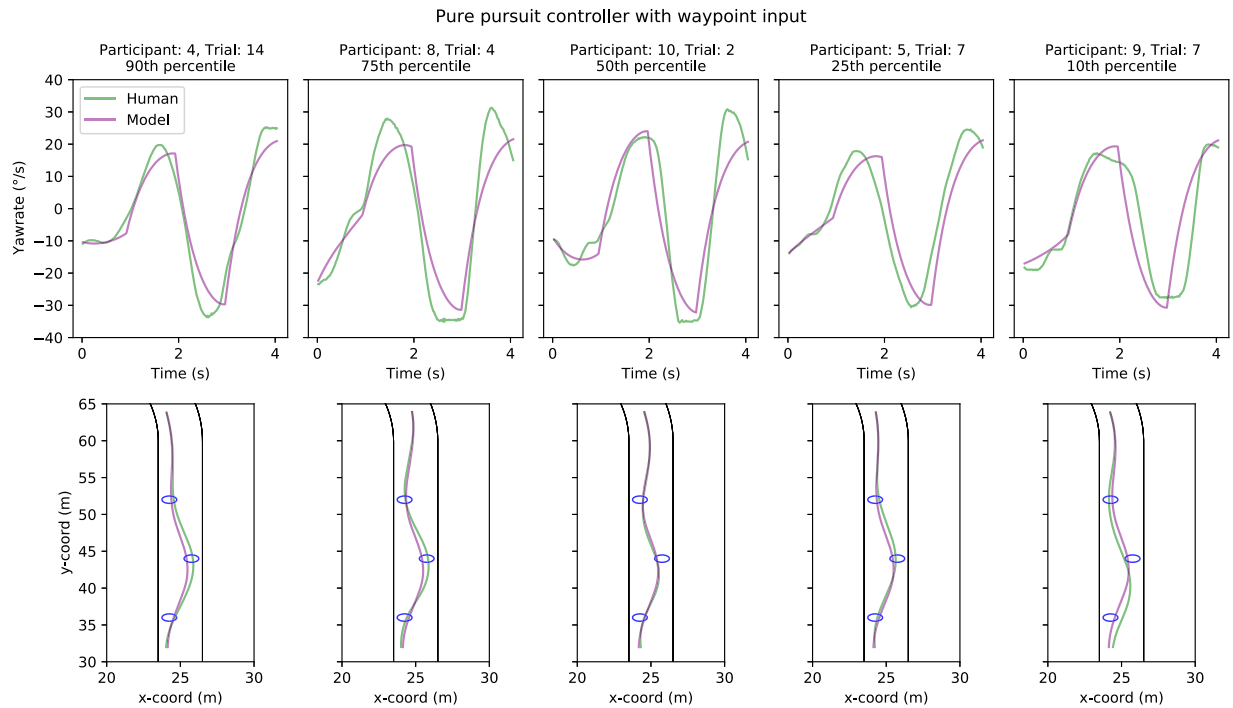 Pure pursuit controller with waypoint input
Participant: 4, Trial: 14
90th percentile
Participant: 8, Trial: 4
75th percentile
Participant: 10, Trial: 2
50th percentile
Participant: 5, Trial: 7
25th percentile
Participant: 9, Trial: 7
10th percentile
Human
Model
Yawrate (°/s)
40
30
20
10
0
−10
−20
−30
−40
0 2 4
0 2 4
0 2 4
0 2 4
0 2 4
Time (s)
Time (s)
Time (s)
Time (s)
Time (s)
y-coord (m)
65
60
55
50
45
40
35
30
20 25 30
20 25 30
20 25 30
20 25 30
20 25 30
x-coord (m)
x-coord (m)
x-coord (m)
x-coord (m)
x-coord (m)